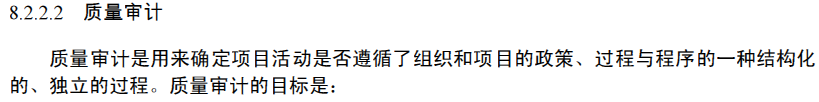 8.2.2.2 质量审计
质量审计是用来确定项目活动是否遵循了组织和项目的政策、过程与程序的一种结构化
的、独立的过程。质量审计的目标是：